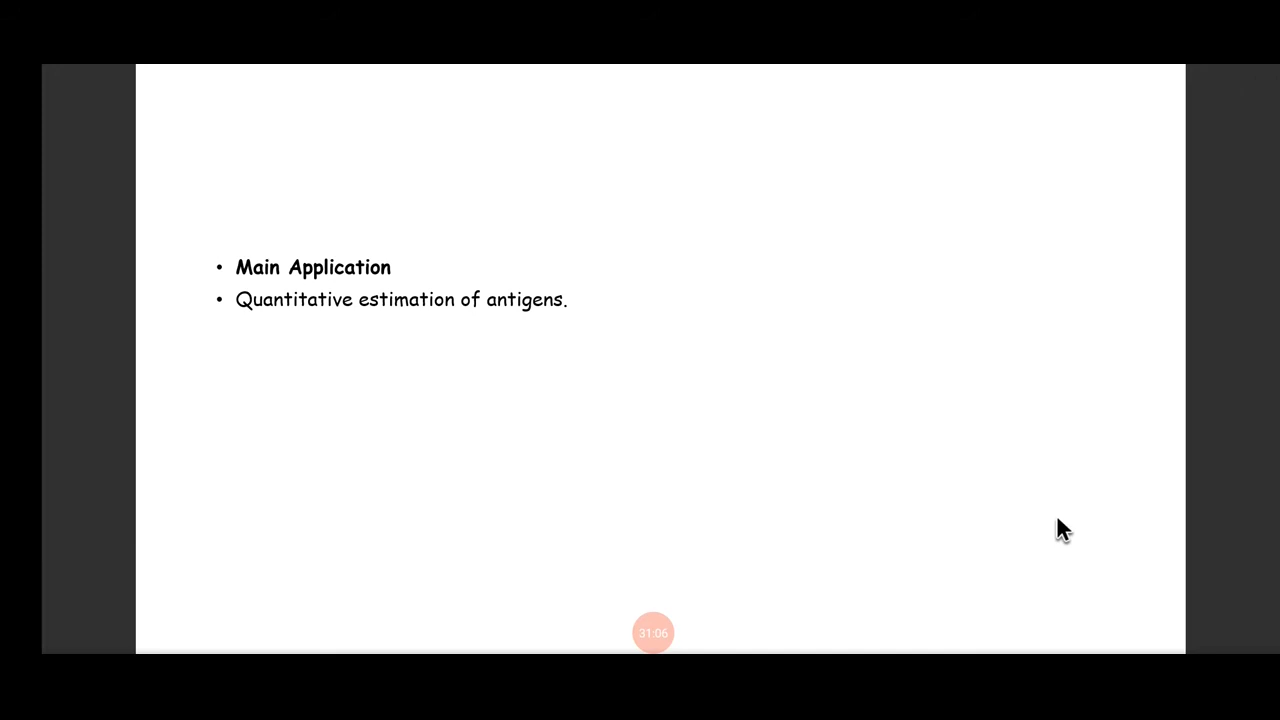 • Main Application
• Quantitative estimation of antigens.
31:06